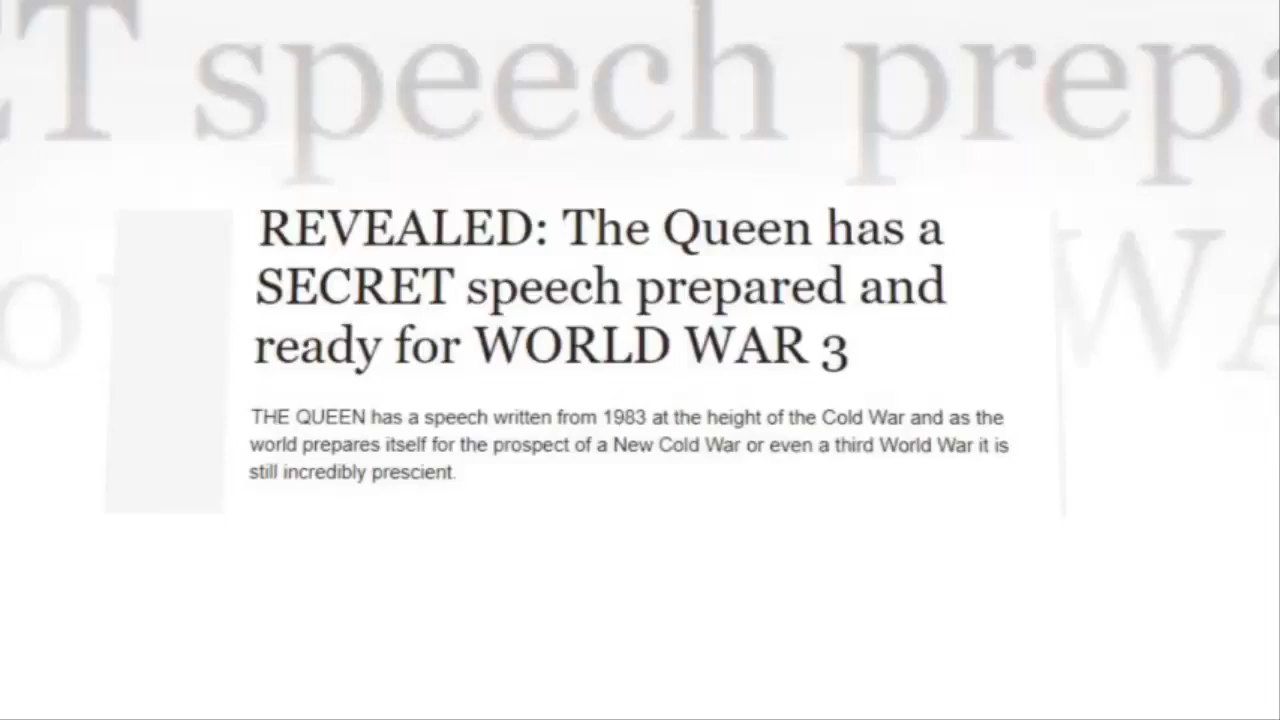 ET speech prepa
REVEALED: The Queen has a
SECRET speech prepared and
ready for WORLD WAR 3
THE QUEEN has a speech written from 1983 at the height of the Cold War and as the
world prepares itself for the prospect of a New Cold War or even a third World War it is
still incredibly prescient.